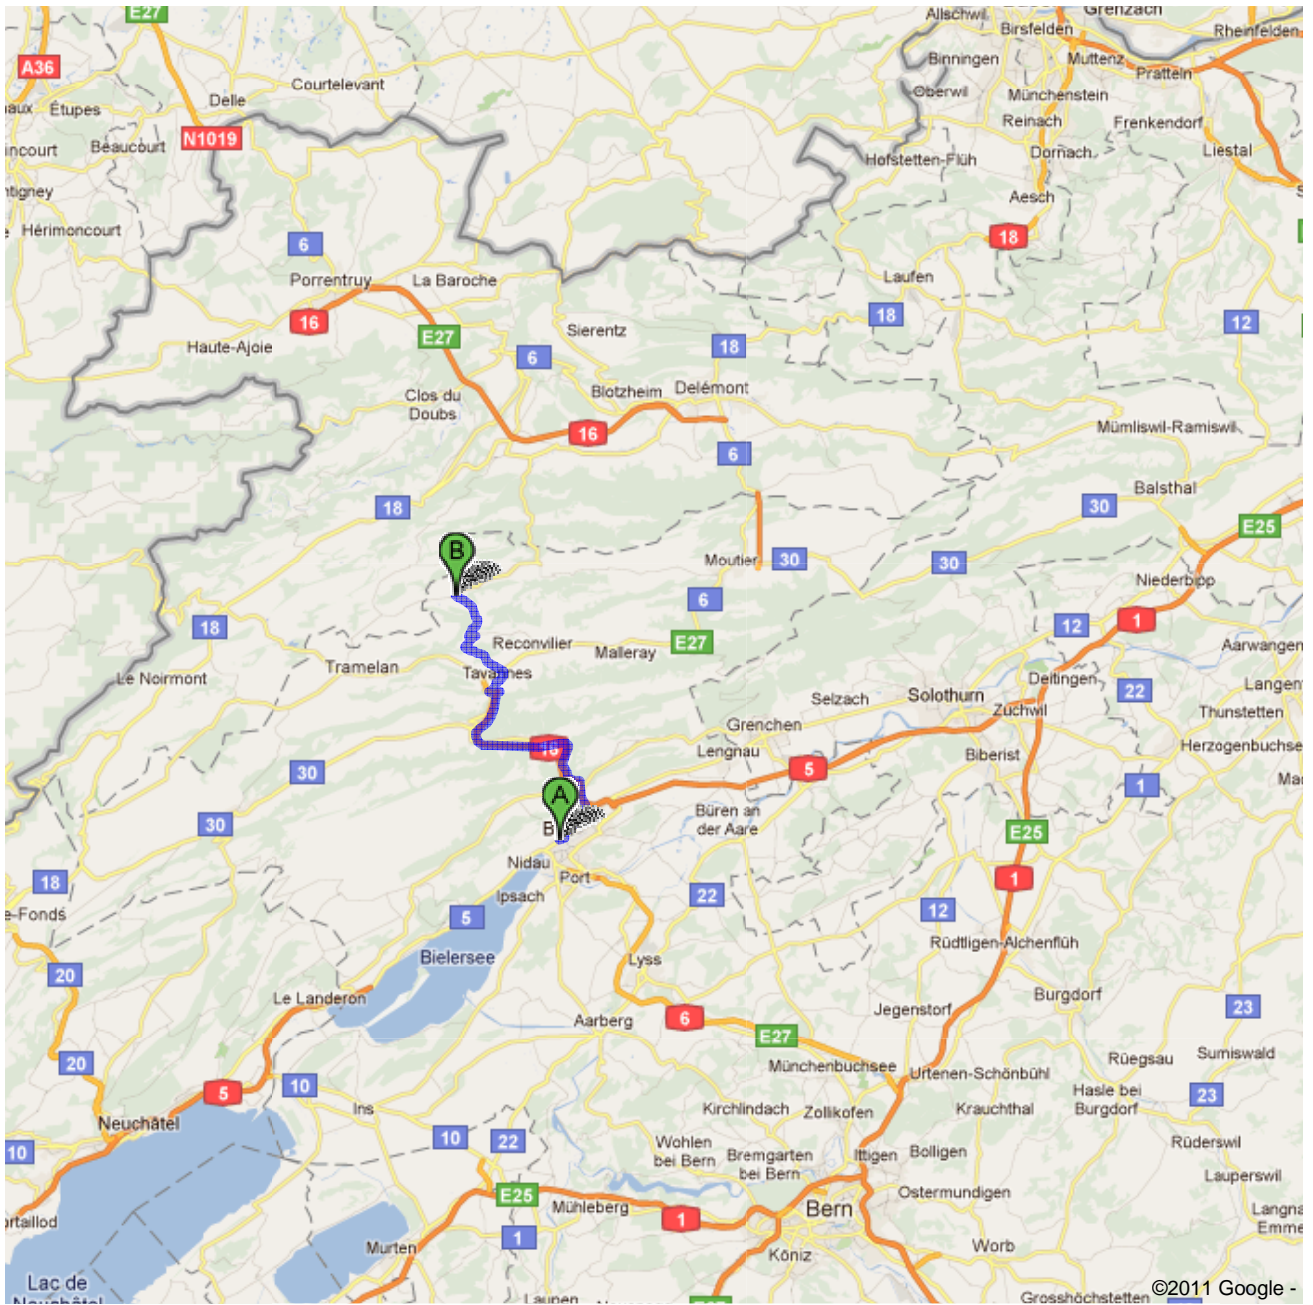 E27
Allschwil
Grenzach
Birsfelden
Rheinfelden
A36
Binningen
Muttenz
Pratteln
Courtelevant
Delle
Étupes
Oberwil
Münchenstein
N1019
Reinach
Frenkendorf
Beaucourt
Hofstetten-Flüh
Dornach
Liestal
Aesch
Hérimoncourt
6
18
Porrentruy
La Baroche
Laufen
16
E27
Sierentz
18
12
Haute-Ajoie
6
18
Clos du
Doubs
Blotzheim
Delémont
16
6
Mümliswil-Ramiswil
18
30
Balsthal
E25
B
Moutier
30
30
Niederbipp
6
1
18
12
Reconvilier
Malleray
E27
Aarwangen
Tramelan
Tavannes
Le Noirmont
Deitingen
22
Selzach
Solothurn
Zuchwil
Thunstetten
Grenchen
Lengnau
Biberist
Herzogenbuchse
30
5
1
A
Büren an
der Aare
B
30
E25
Nidau
Port
18
Ipsach
22
1
5
12
Rüdtligen-Alchenflüh
Bielersee
Lyss
20
Le Landeron
Burgdorf
Jegenstorf
23
Aarberg
6
E27
20
Münchenbuchsee
Urtenen-Schönbühl
Rüegsau
Sumiswald
5
10
Hasle bei
Burgdorf
23
Ins
Kirchlindach
Zollikofen
Krauchthal
Neuchâtel
10
22
Wohlen
bei Bern
Bremgarten
bei Bern
Ittigen
Bolligen
Rüderswil
10
Lauperswil
E25
Mühleberg
1
Bern
Ostermundigen
1
Murten
Köniz
Worb
Lac de
Neuchâtel
Laupen
Grosshöchstetten
©2011 Google -